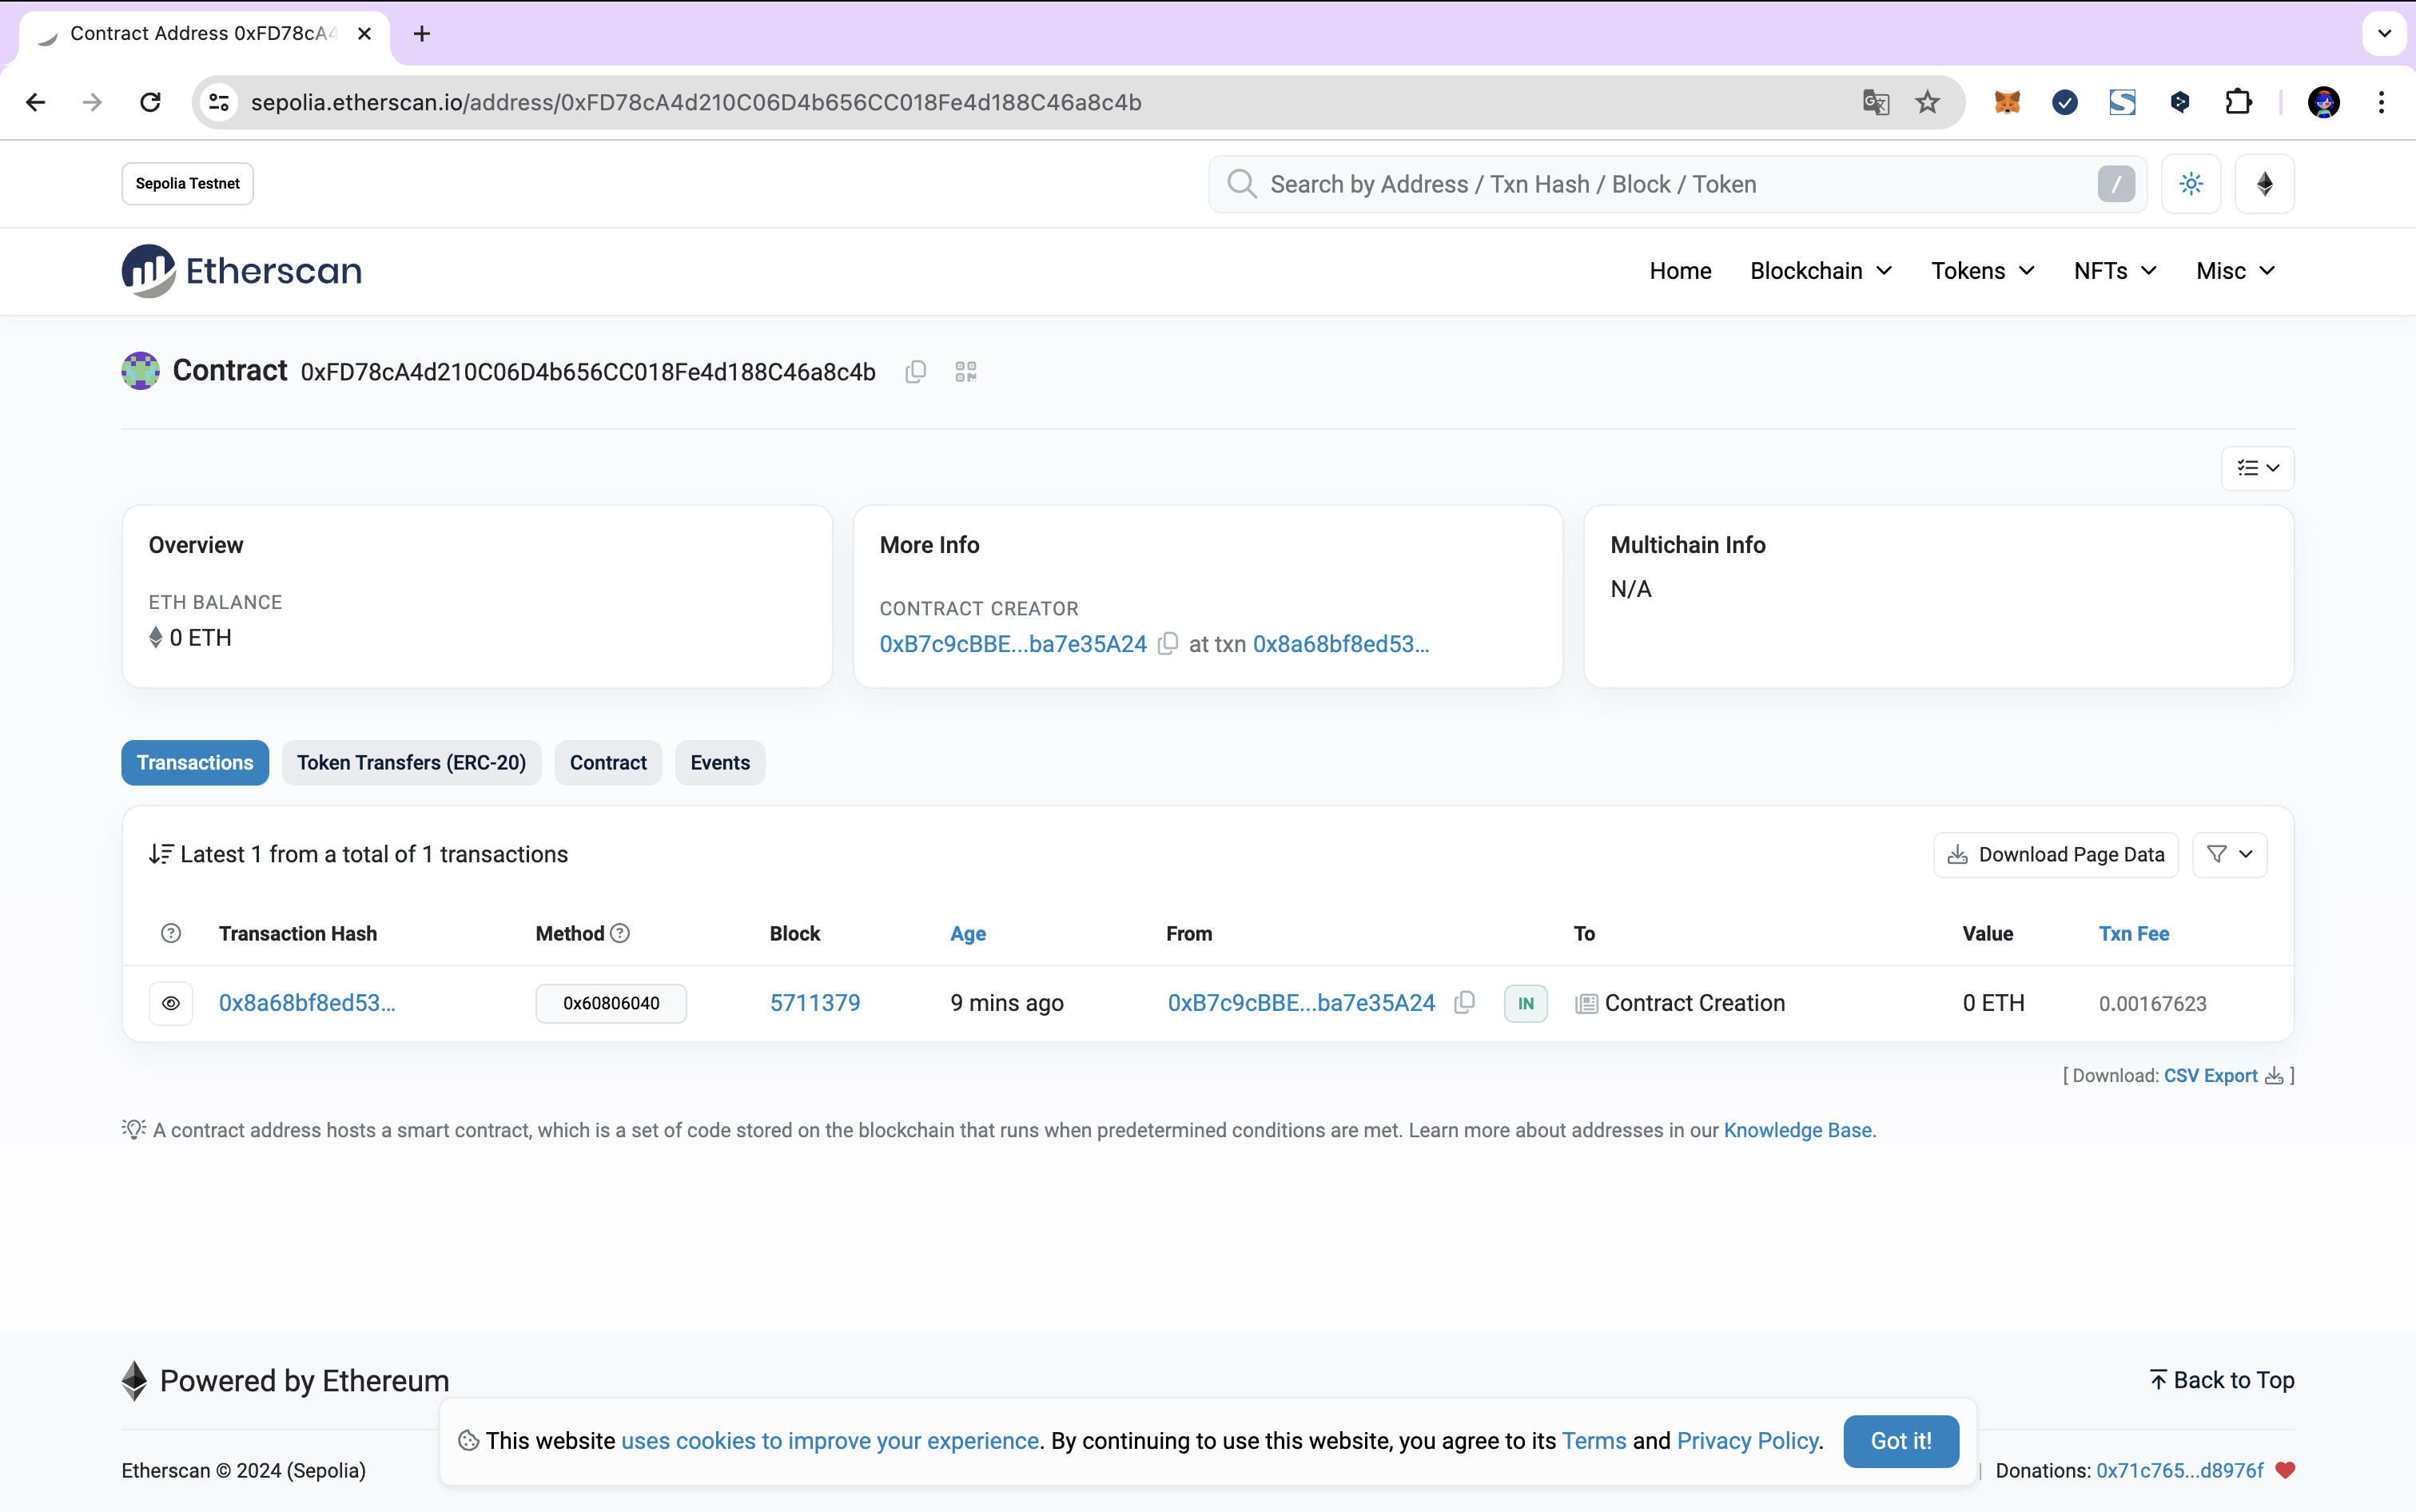 Contract Address 0xFD78cA4
sepolia.etherscan.io/address/0xFD78cA4d210C06D4b656CC018Fe4d188C46a8c4b
Sepolia Testnet
Search by Address / Txn Hash / Block / Token
/
Etherscan
Home Blockchain Tokens NFTs Misc
Contract 0xFD78cA4d210C06D4b656CC018Fe4d188C46a8c4b
Overview
ETH BALANCE
0 ETH
More Info
CONTRACT CREATOR
0xB7c9cBBE...ba7e35A24 at txn 0x8a68bf8ed53...
Multichain Info
N/A
Transactions Token Transfers (ERC-20) Contract Events
Latest 1 from a total of 1 transactions
Download Page Data
Transaction Hash Method Block Age From To Value Txn Fee
0x8a68bf8ed53... 0x60806040 5711379 9 mins ago 0xB7c9cBBE...ba7e35A24 IN Contract Creation 0 ETH 0.00167623
[ Download: CSV Export ]
A contract address hosts a smart contract, which is a set of code stored on the blockchain that runs when predetermined conditions are met. Learn more about addresses in our Knowledge Base.
Powered by Ethereum
Back to Top
This website uses cookies to improve your experience. By continuing to use this website, you agree to its Terms and Privacy Policy.
Got it!
Etherscan © 2024 (Sepolia)
| Donations: 0x71c765...d8976f